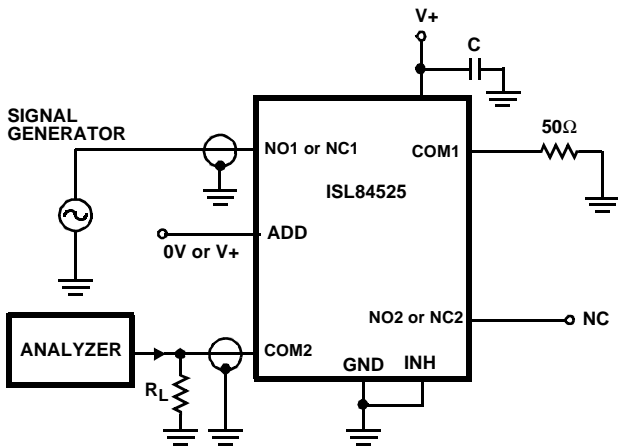 V+
C
SIGNAL
GENERATOR
50Ω
NO1 or NC1
COM1
ISL84525
ADD
0V or V+
NO2 or NC2
NC
ANALYZER
COM2
GND
INH
RL